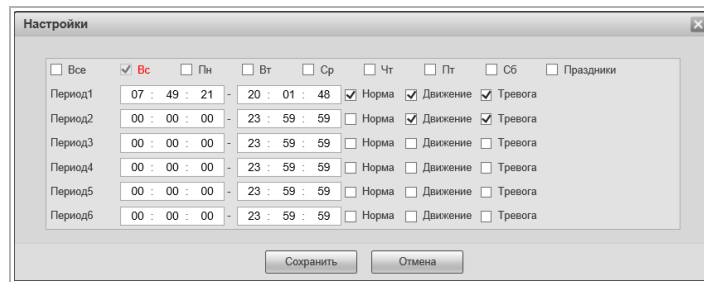 Настройки
Все Вс Пн Вт Ср Чт Пт Сб Праздники
Период1 07 : 49 : 21 - 20 : 01 : 48 Норма Движение Тревога
Период2 00 : 00 : 00 - 23 : 59 : 59 Норма Движение Тревога
Период3 00 : 00 : 00 - 23 : 59 : 59 Норма Движение Тревога
Период4 00 : 00 : 00 - 23 : 59 : 59 Норма Движение Тревога
Период5 00 : 00 : 00 - 23 : 59 : 59 Норма Движение Тревога
Период6 00 : 00 : 00 - 23 : 59 : 59 Норма Движение Тревога
Сохранить Отмена